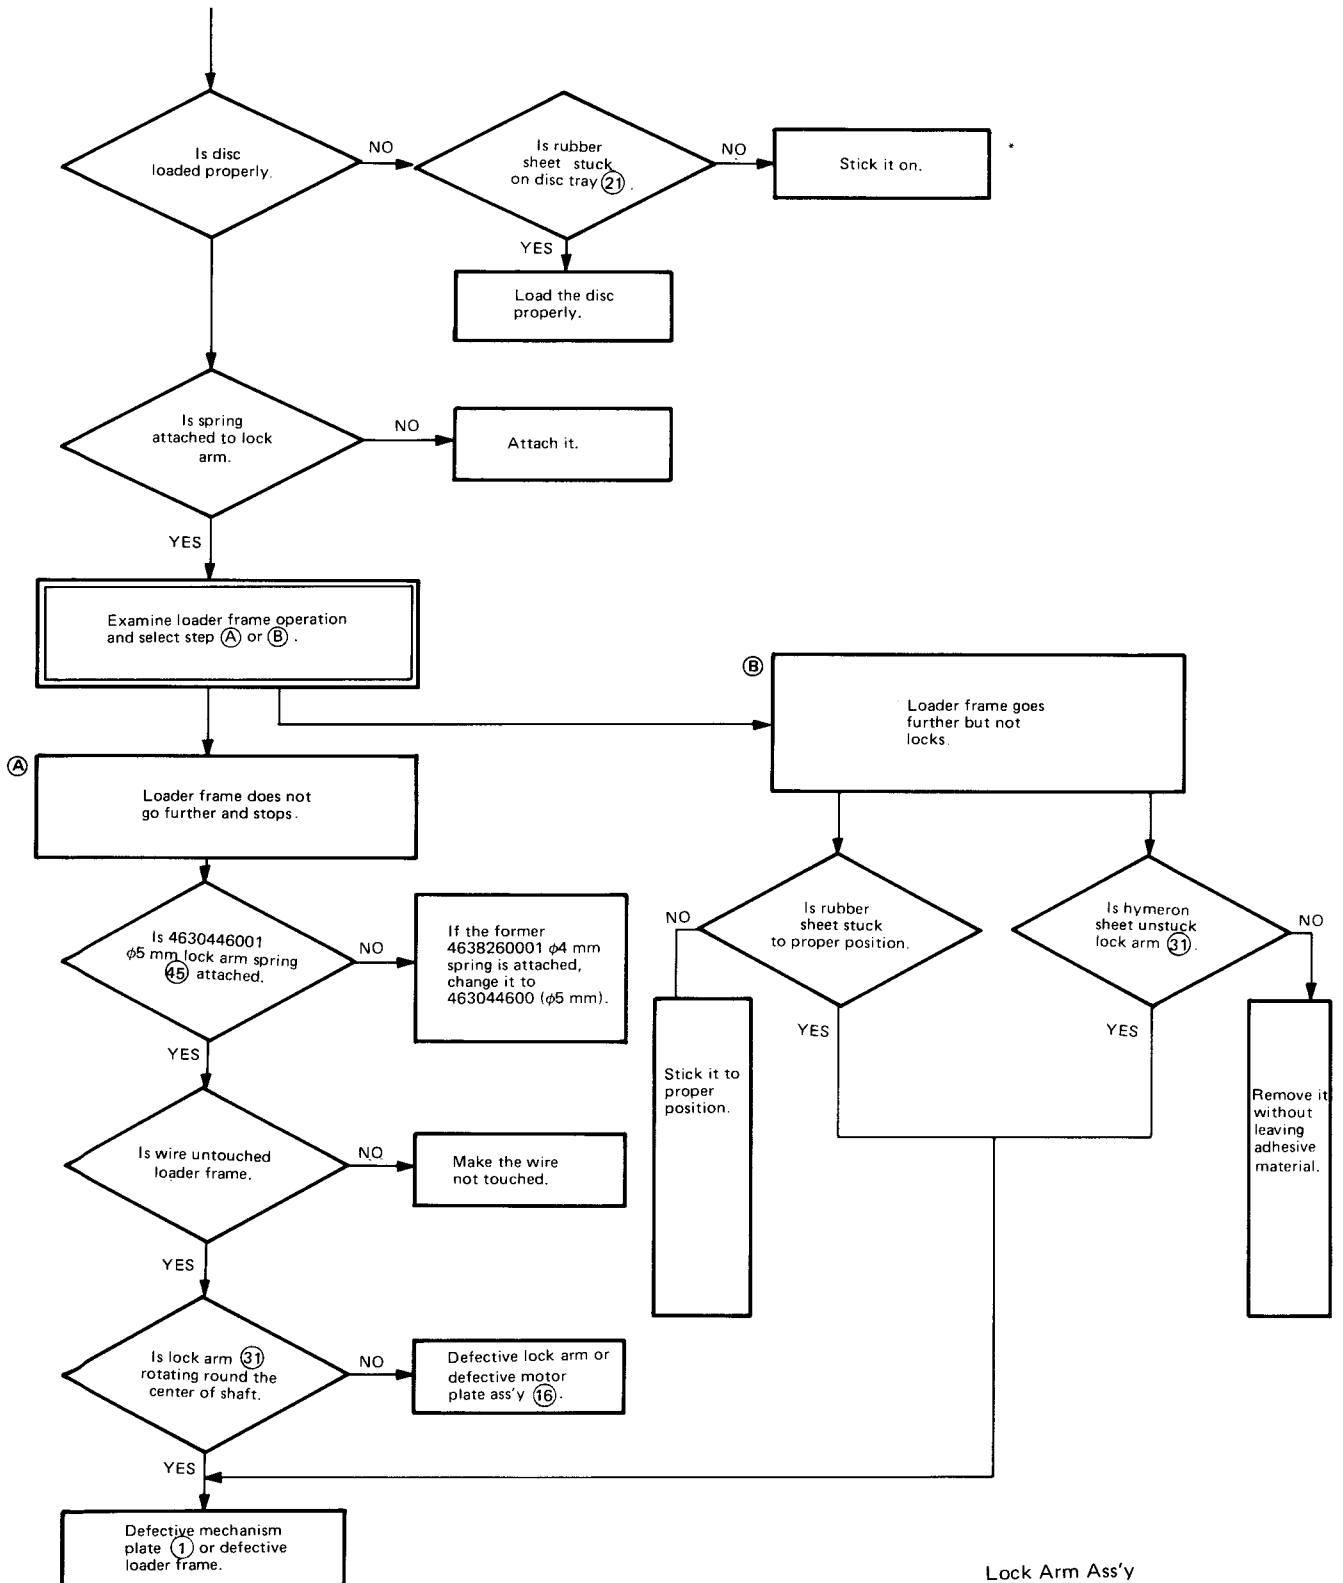 Is disc
loaded properly.
NO
Is rubber
sheet stuck
on disc tray 21 .
NO
Stick it on.
YES
Load the disc
properly.
Is spring
attached to lock
arm.
NO
Attach it.
YES
Examine loader frame operation
and select step A or B .
B
Loader frame goes
further but not
locks.
A
Loader frame does not
go further and stops.
Is 4630446001
φ5 mm lock arm spring
45 attached.
NO
If the former
4638260001 φ4 mm
spring is attached,
change it to
463044600 (φ5 mm).
YES
NO
Is rubber
sheet stuck
to proper position.
YES
Stick it to
proper
position.
Is hymeron
sheet unstuck
lock arm 31 .
NO
YES
Remove it
without
leaving
adhesive
material.
Is wire untouched
loader frame.
NO
Make the wire
not touched.
YES
Is lock arm 31
rotating round the
center of shaft.
NO
Defective lock arm or
defective motor
plate ass'y 16 .
YES
Defective mechanism
plate 1 or defective
loader frame.
Lock Arm Ass'y